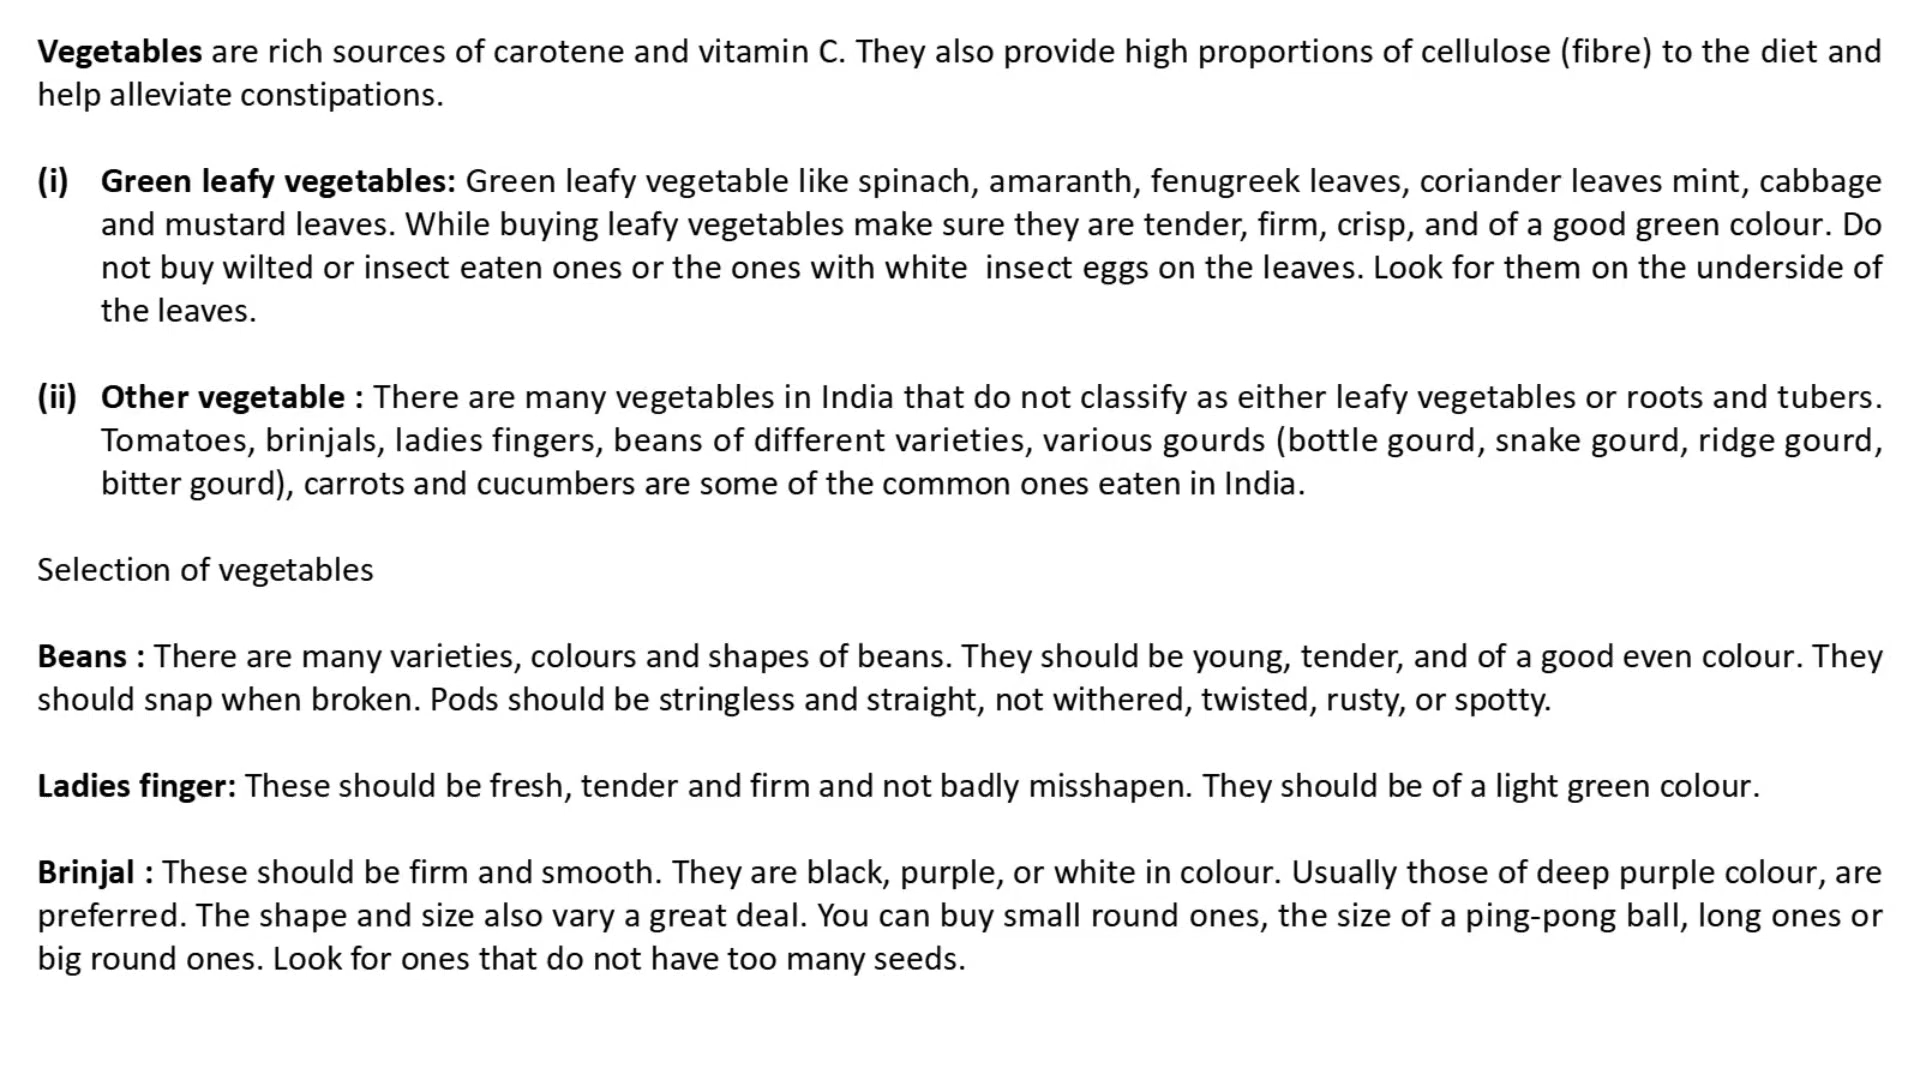 Vegetables are rich sources of carotene and vitamin C. They also provide high proportions of cellulose (fibre) to the diet and
help alleviate constipations.
(i) Green leafy vegetables: Green leafy vegetable like spinach, amaranth, fenugreek leaves, coriander leaves mint, cabbage
and mustard leaves. While buying leafy vegetables make sure they are tender, firm, crisp, and of a good green colour. Do
not buy wilted or insect eaten ones or the ones with white  insect eggs on the leaves. Look for them on the underside of
the leaves.
(ii) Other vegetable : There are many vegetables in India that do not classify as either leafy vegetables or roots and tubers.
Tomatoes, brinjals, ladies fingers, beans of different varieties, various gourds (bottle gourd, snake gourd, ridge gourd,
bitter gourd), carrots and cucumbers are some of the common ones eaten in India.
Selection of vegetables
Beans : There are many varieties, colours and shapes of beans. They should be young, tender, and of a good even colour. They
should snap when broken. Pods should be stringless and straight, not withered, twisted, rusty, or spotty.
Ladies finger: These should be fresh, tender and firm and not badly misshapen. They should be of a light green colour.
Brinjal : These should be firm and smooth. They are black, purple, or white in colour. Usually those of deep purple colour, are
preferred. The shape and size also vary a great deal. You can buy small round ones, the size of a ping-pong ball, long ones or
big round ones. Look for ones that do not have too many seeds.